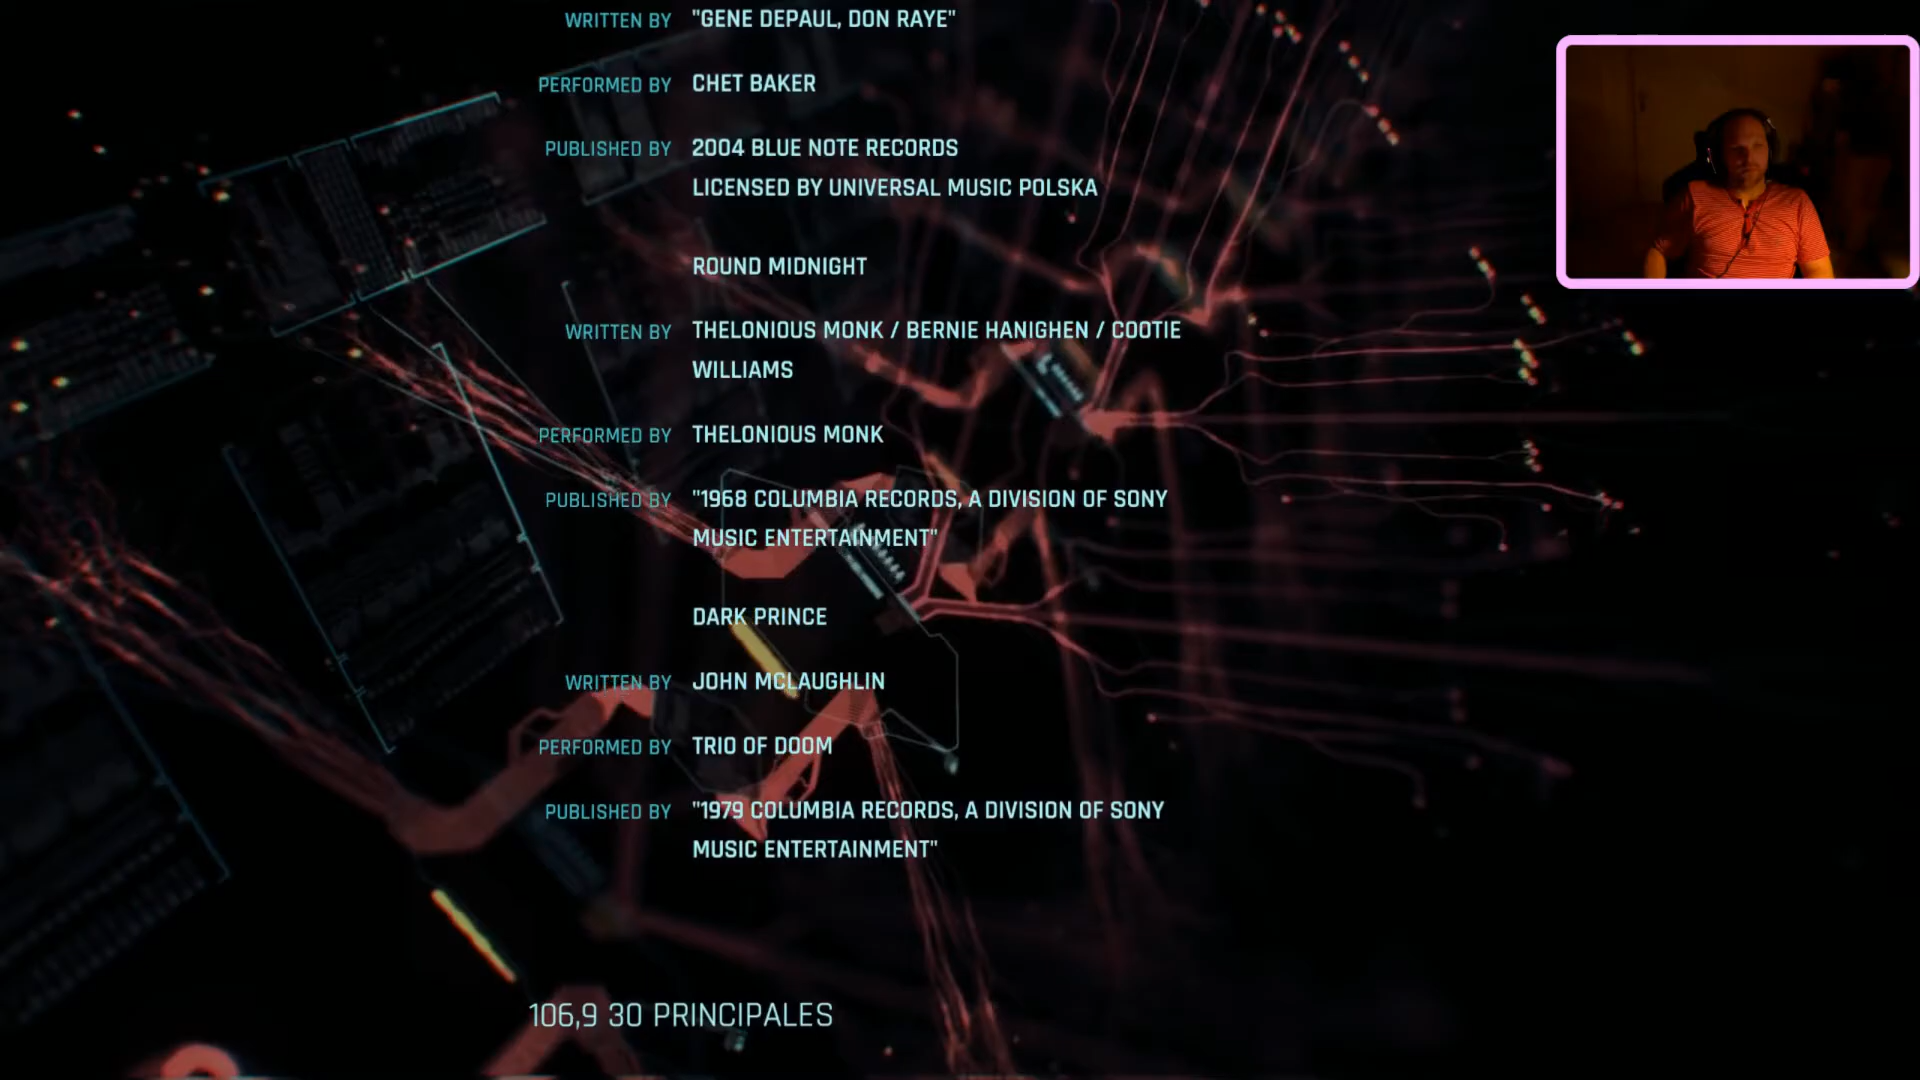 WRITTEN BY "GENE DEPAUL, DON RAYE"
PERFORMED BY CHET BAKER
PUBLISHED BY 2004 BLUE NOTE RECORDS
LICENSED BY UNIVERSAL MUSIC POLSKA
ROUND MIDNIGHT
WRITTEN BY THELONIOUS MONK / BERNIE HANIGHEN / COOTIE
WILLIAMS
PERFORMED BY THELONIOUS MONK
PUBLISHED BY "1968 COLUMBIA RECORDS, A DIVISION OF SONY
MUSIC ENTERTAINMENT"
DARK PRINCE
WRITTEN BY JOHN MCLAUGHLIN
PERFORMED BY TRIO OF DOOM
PUBLISHED BY "1979 COLUMBIA RECORDS, A DIVISION OF SONY
MUSIC ENTERTAINMENT"
106,9 30 PRINCIPALES